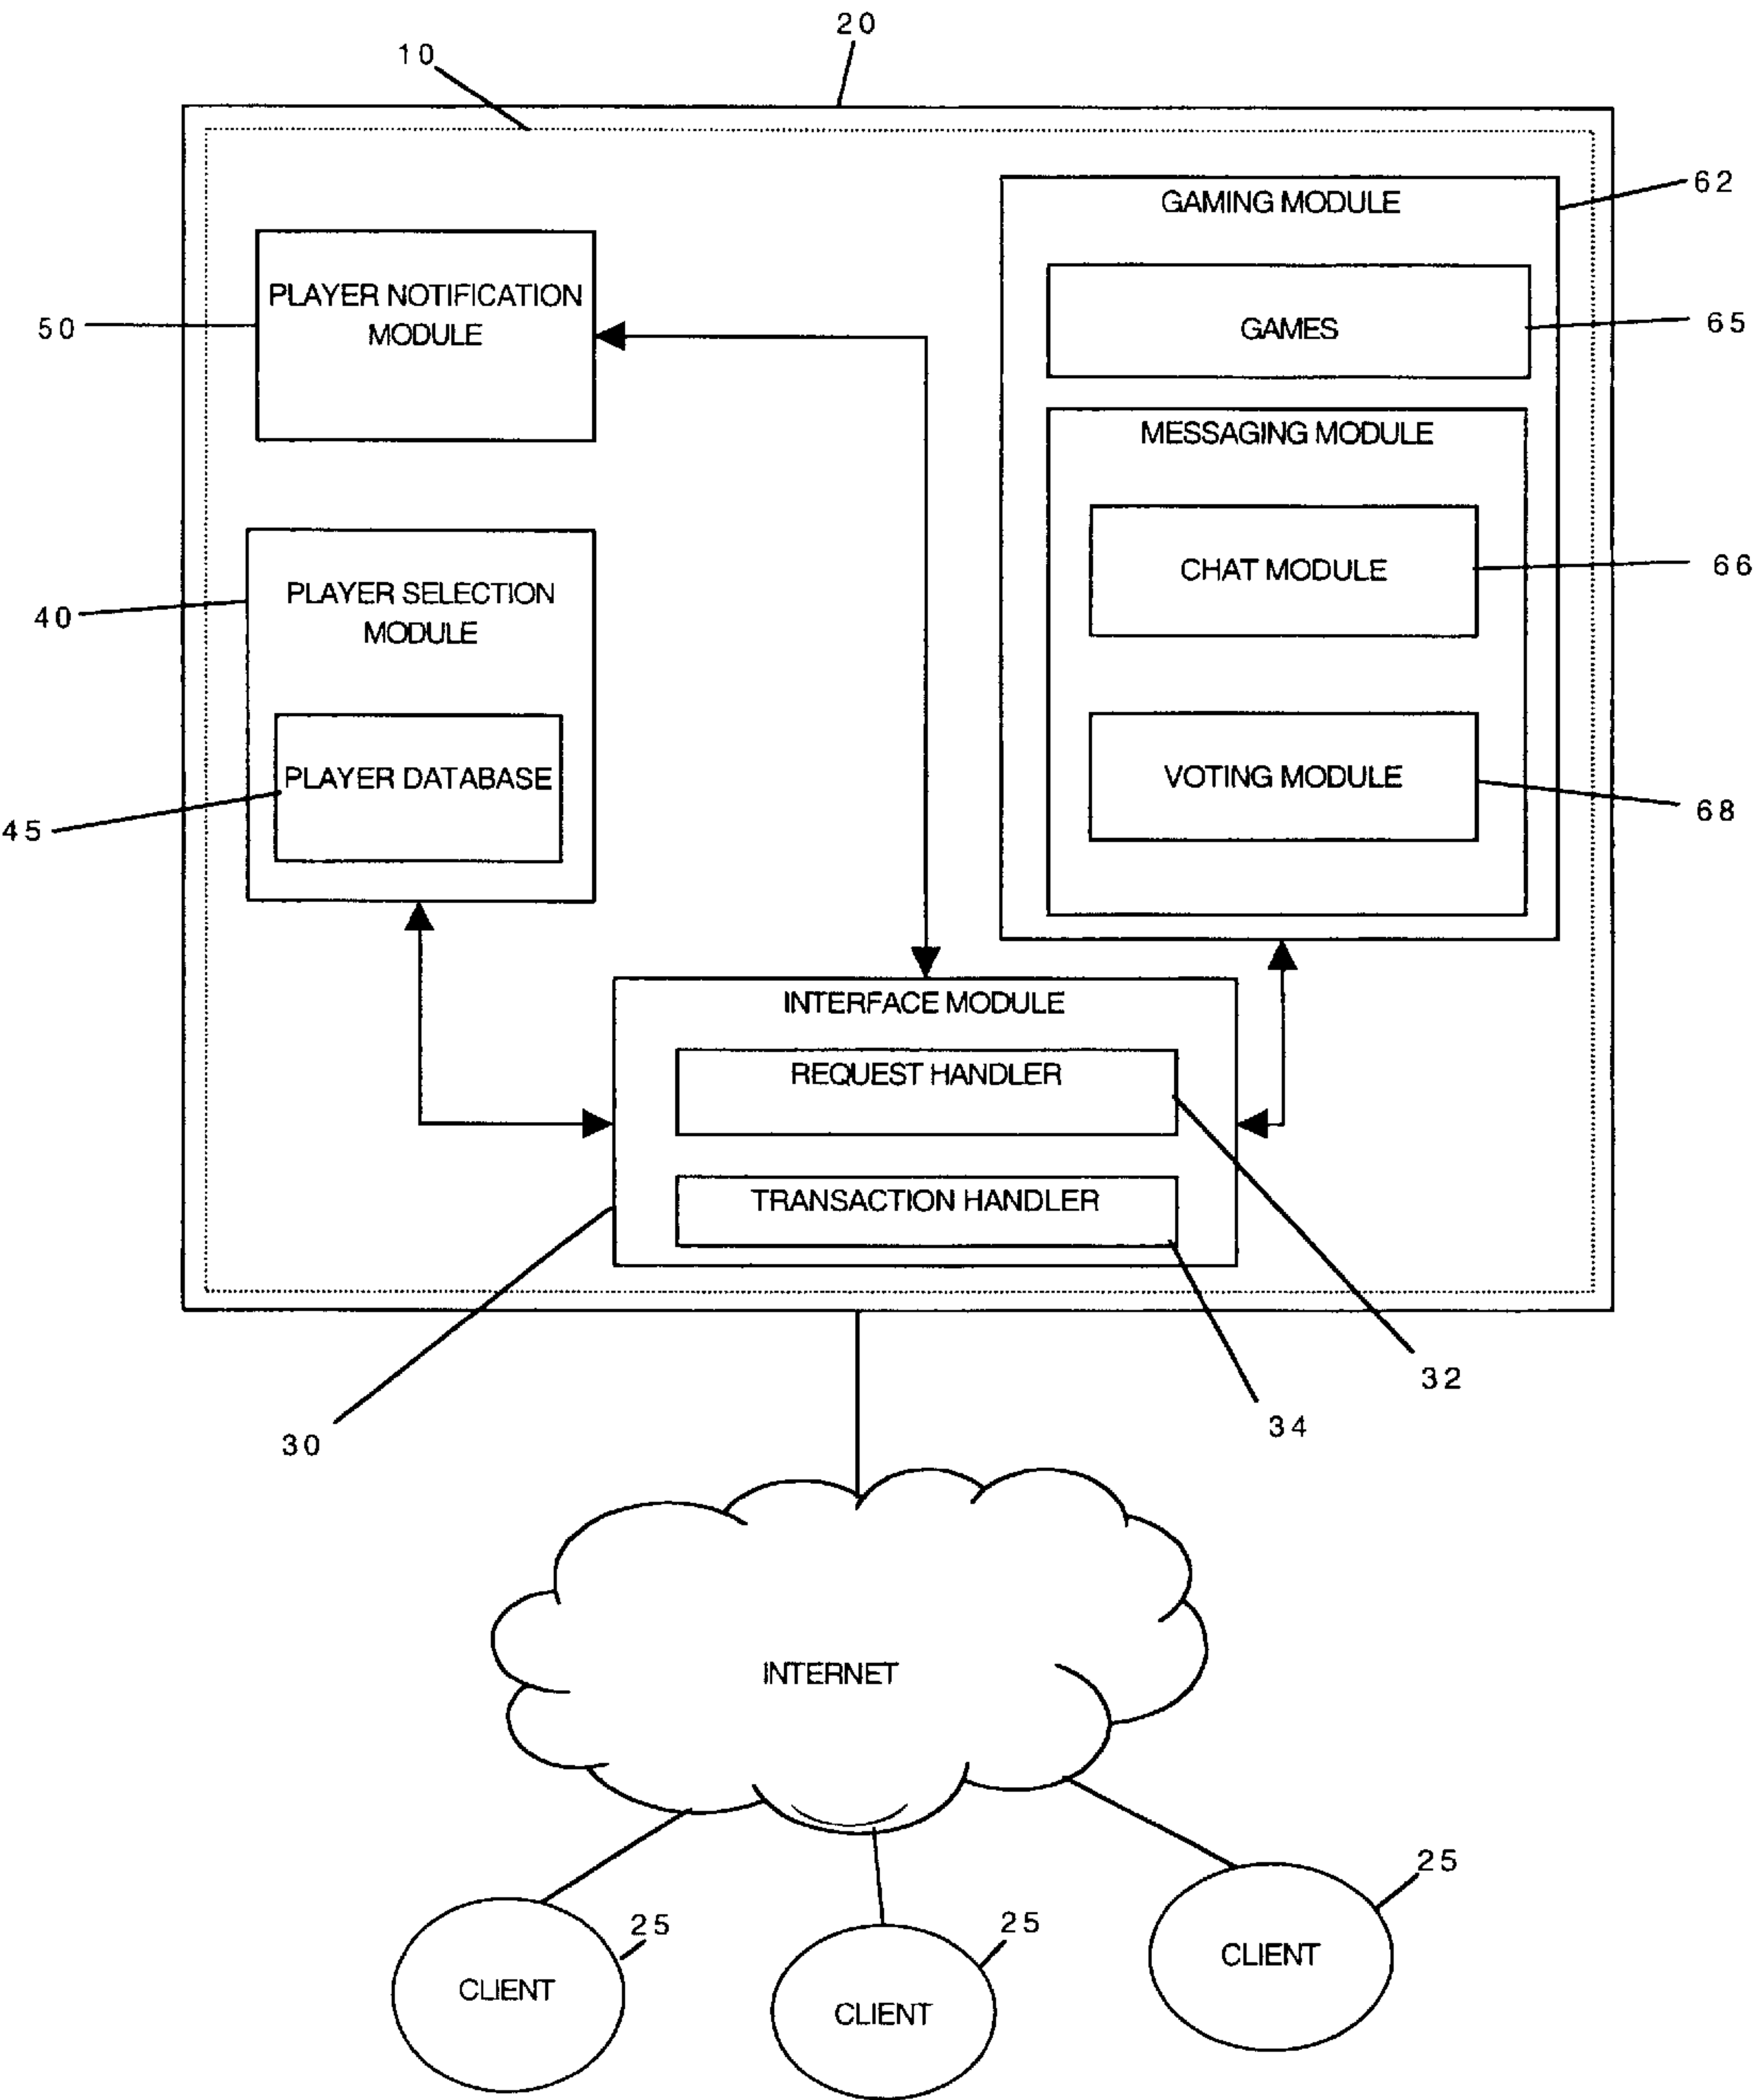 20
10
62
GAMING MODULE
PLAYER NOTIFICATION
MODULE
50
GAMES
65
MESSAGING MODULE
CHAT MODULE
66
PLAYER SELECTION
MODULE
40
PLAYER DATABASE
45
VOTING MODULE
68
INTERFACE MODULE
REQUEST HANDLER
TRANSACTION HANDLER
32
34
30
INTERNET
25
25
25
CLIENT
CLIENT
CLIENT